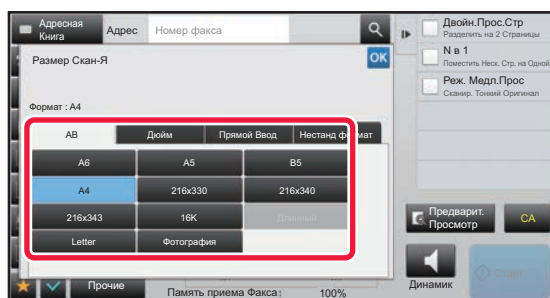 Адресная
Книга
Адрес
Номер факса
Размер Скан-Я
OK
Формат : A4
AB
Дюйм
Прямой Ввод
Нестанд формат
A6
A5
B5
A4
216x330
216x340
216x343
16K
Длинный
Letter
Фотография
Двойн.Прос.Стр
Разделить на 2 Страницы
N в 1
Поместить Неск. Стр. на Одной
Реж. Медл.Прос
Сканир. Тонкий Оригинал
Предварит.
Просмотр
CA
Прочие
Память приема Факса:
100%
Динамик
Старт